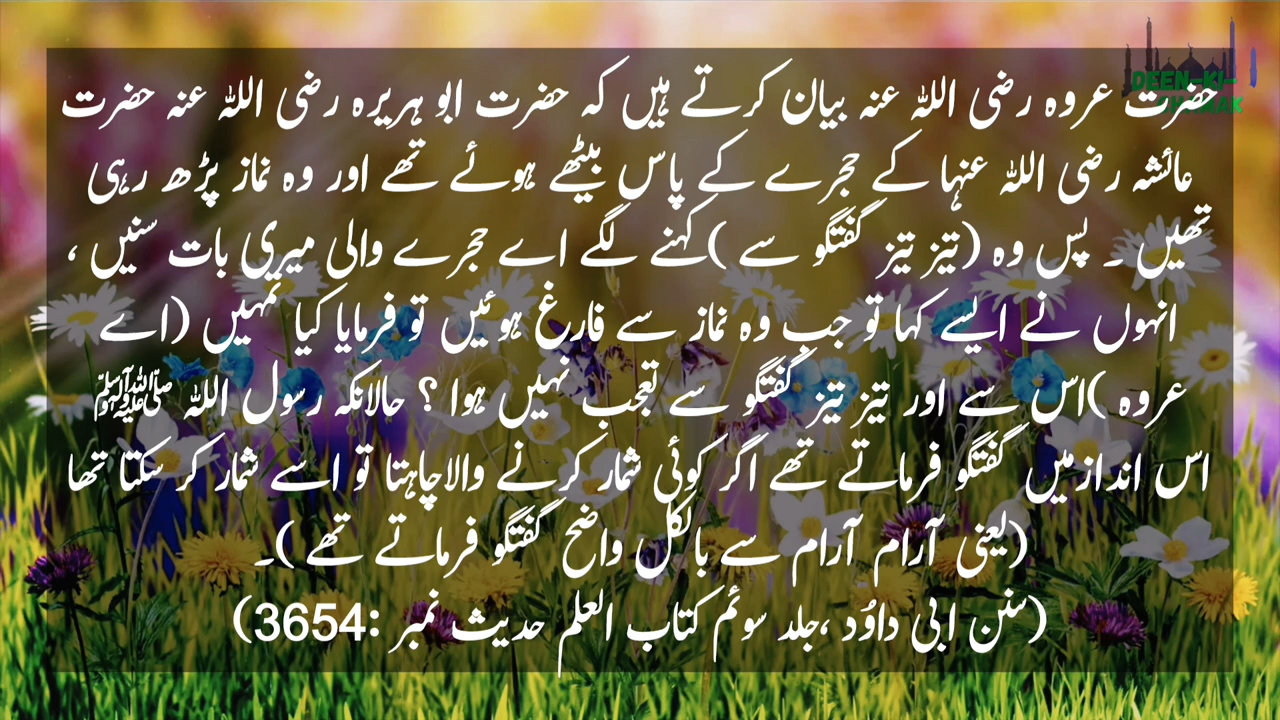 DEEN-KI-
حضرت عروہ رضی اللہ عنہ بیان کرتے ہیں کہ حضرت ابو ہریرہ رضی اللہ عنہ حضرت
عائشہ رضی اللہ عنہا کے حجرے کے پاس بیٹھے ہوئے تھے اور وہ نماز پڑھ رہی
تھیں ۔ پس وہ (تیز تیز گفتگو سے )کہنے لگے اے حجرے والی میری بات سنیں ،
انہوں نے ایسے کہا تو جب وہ نماز سے فارغ ہوئیں تو فرمایا کیا تمہیں (اے
عروہ )اس سے اور تیز تیز گفتگو سے تعجب نہیں ہوا ؟ حالانکہ رسول اللہ ﷺ
اس انداز میں گفتگو فرماتے تھے اگر کوئی شمار کرنے والا چاہتا تو اسے شمار کر سکتا تھا
(یعنی آرام آرام سے بالکل واضح گفتگو فرماتے تھے )۔
(سنن ابی داؤد ،جلد سوئم کتاب العلم حدیث نمبر :3654)